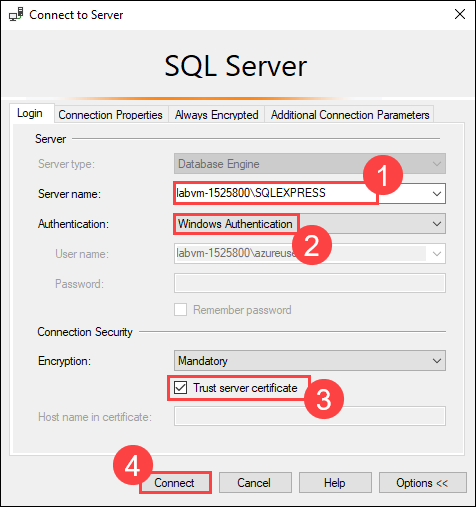 Connect to Server
SQL Server
Login Connection Properties Always Encrypted Additional Connection Parameters
Server
Server type: Database Engine
Server name: labvm-1525800\SQLEXPRESS 1
Authentication: Windows Authentication
2
User name: labvm-1525800\azureuse
Password:
Remember password
Connection Security
Encryption: Mandatory
Trust server certificate 3
Host name in certificate:
4 Connect Cancel Help Options <<